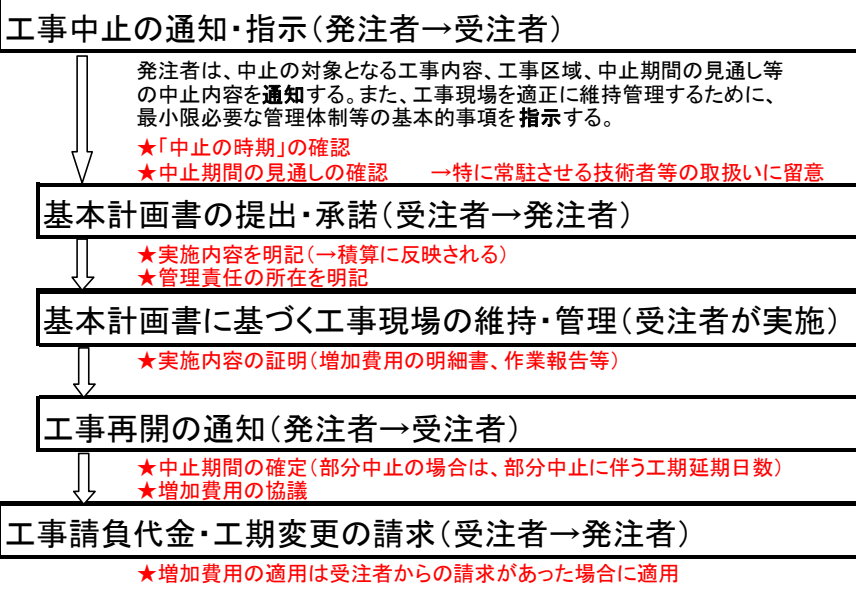 工事中止の通知・指示(発注者→受注者)
発注者は、中止の対象となる工事内容、工事区域、中止期間の見通し等
の中止内容を通知する。また、工事現場を適正に維持管理するために、
最小限必要な管理体制等の基本的事項を指示する。
★「中止の時期」の確認
★中止期間の見通しの確認　→特に常駐させる技術者等の取扱いに留意
基本計画書の提出・承諾(受注者→発注者)
★実施内容を明記(→積算に反映される)
★管理責任の所在を明記
基本計画書に基づく工事現場の維持・管理(受注者が実施)
★実施内容の証明(増加費用の明細書、作業報告等)
工事再開の通知(発注者→受注者)
★中止期間の確定(部分中止の場合は、部分中止に伴う工期延期日数)
★増加費用の協議
工事請負代金・工期変更の請求(受注者→発注者)
★増加費用の適用は受注者からの請求があった場合に適用